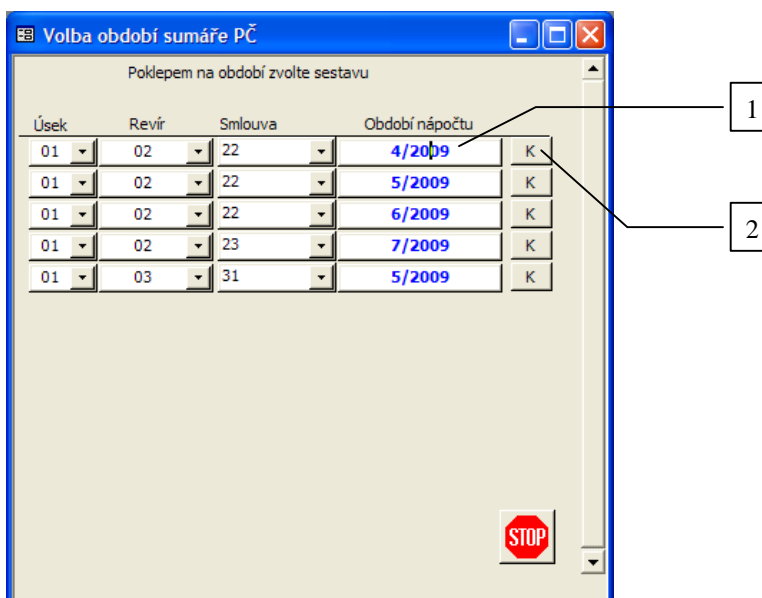 Volba období sumáře PČ
Poklepem na období zvolte sestavu
Úsek Revír Smlouva Období nápočtu
01 02 22 4/2009 K
01 02 22 5/2009 K
01 02 22 6/2009 K
01 02 23 7/2009 K
01 03 31 5/2009 K
STOP
1
2